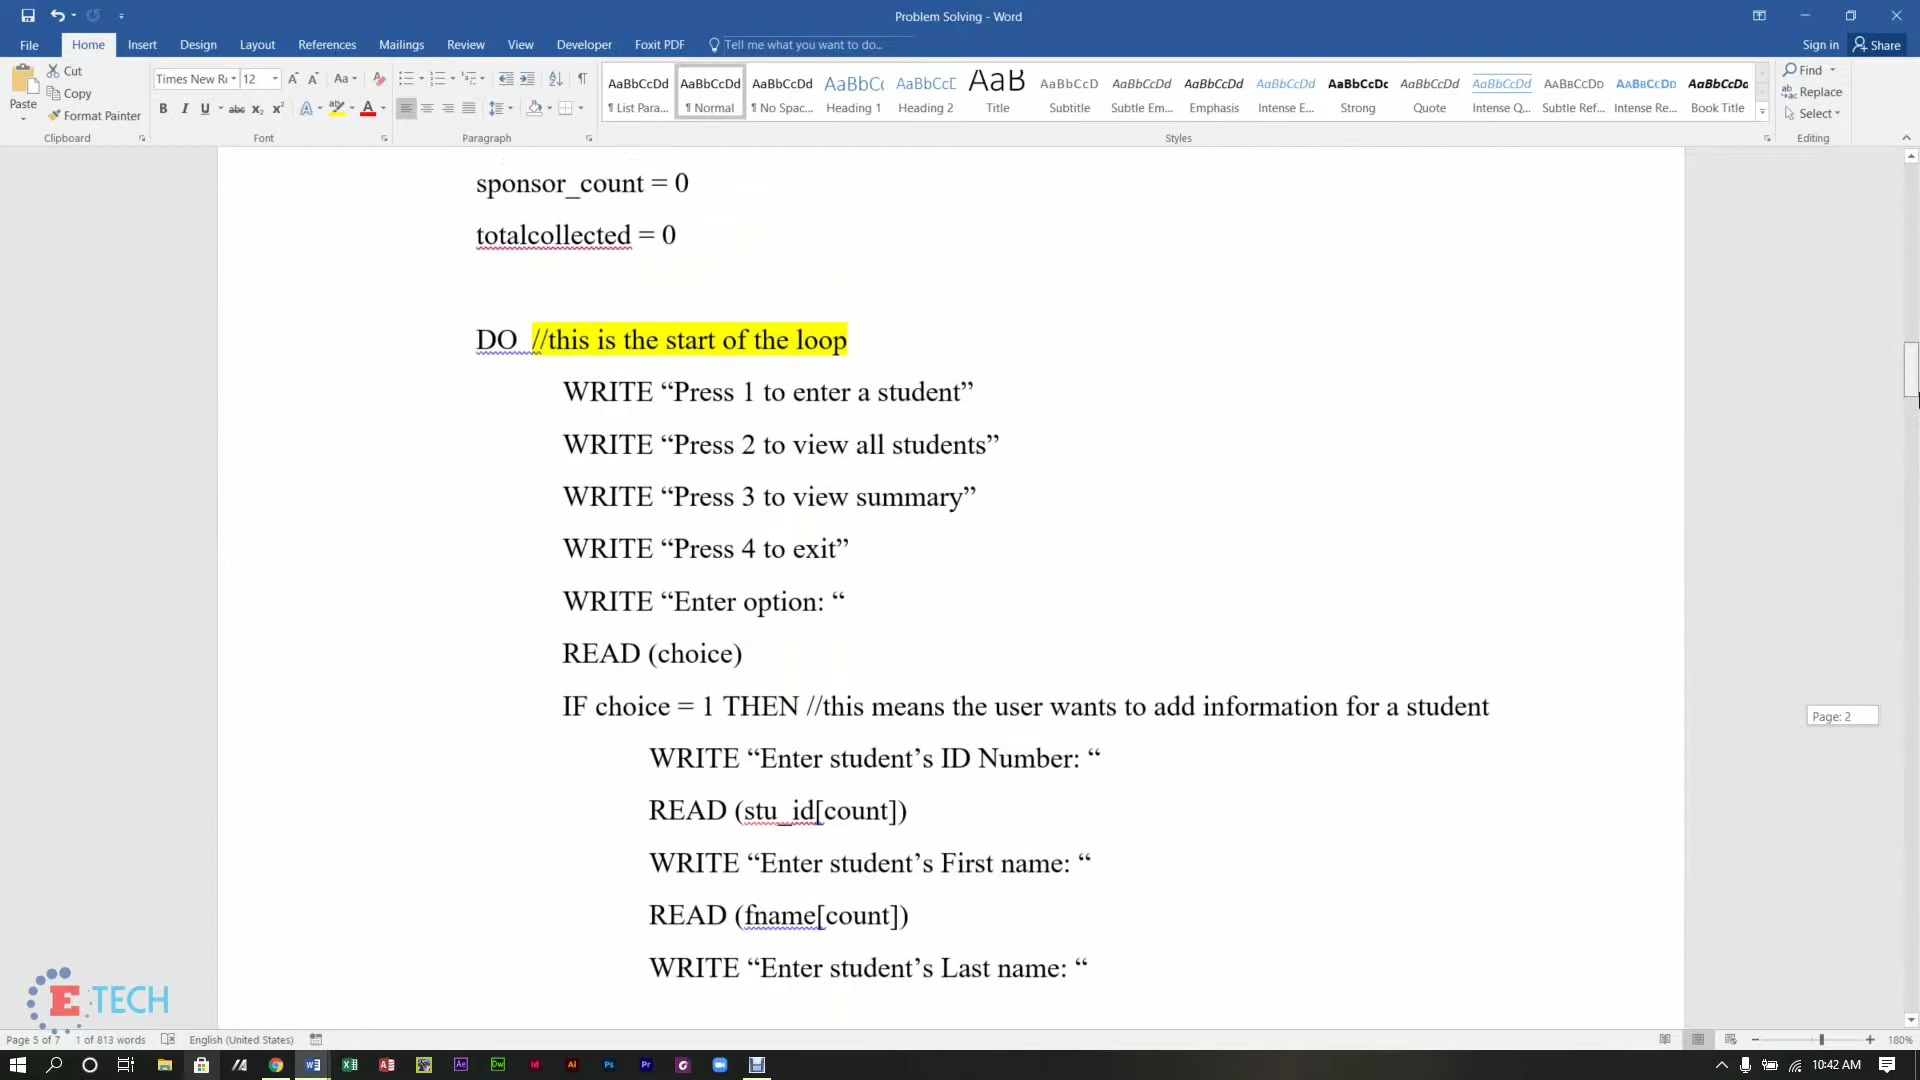 Problem Solving - Word
File Home Insert Design Layout References Mailings Review View Developer Foxit PDF Tell me what you want to do... Sign in Share
Paste Cut Copy Format Painter
Times New R 12
AaBbCcDd AaBbCcDd AaBbCcDd AaBbC AaBbCcE AaB AaBbCcD AaBbCcDd AaBbCcDd AaBbCcDd AaBbCcDc AaBbCcDd AaBbCcDd AaBbCcDd AaBbCcDd AaBbCcDd
¶ List Para... ¶ Normal ¶ No Spac... Heading 1 Heading 2 Title Subtitle Subtle Em... Emphasis Intense E... Strong Quote Intense Q... Subtle Ref... Intense Re... Book Title
Find Replace Select
Clipboard Font Paragraph Styles Editing
sponsor_count = 0
totalcollected = 0
DO //this is the start of the loop
WRITE “Press 1 to enter a student”
WRITE “Press 2 to view all students”
WRITE “Press 3 to view summary”
WRITE “Press 4 to exit”
WRITE “Enter option: “
READ (choice)
IF choice = 1 THEN //this means the user wants to add information for a student
WRITE “Enter student’s ID Number: “
READ (stu_id[count])
WRITE “Enter student’s First name: “
READ (fname[count])
WRITE “Enter student’s Last name: “
Page: 2
E TECH
Page 5 of 7 1 of 813 words English (United States) 180%
10:42 AM